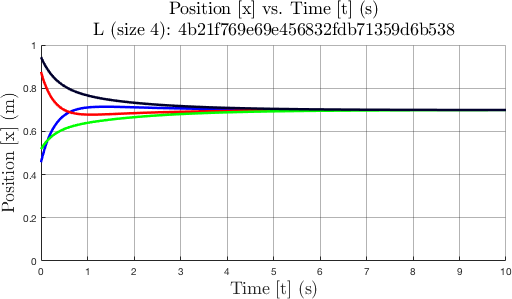 Position [x] vs. Time [t] (s)
L (size 4): 4b21f769e69e456832fdb71359d6b538
Position [x] (m)
1
0.8
0.6
0.4
0.2
0
0 1 2 3 4 5 6 7 8 9 10
Time [t] (s)